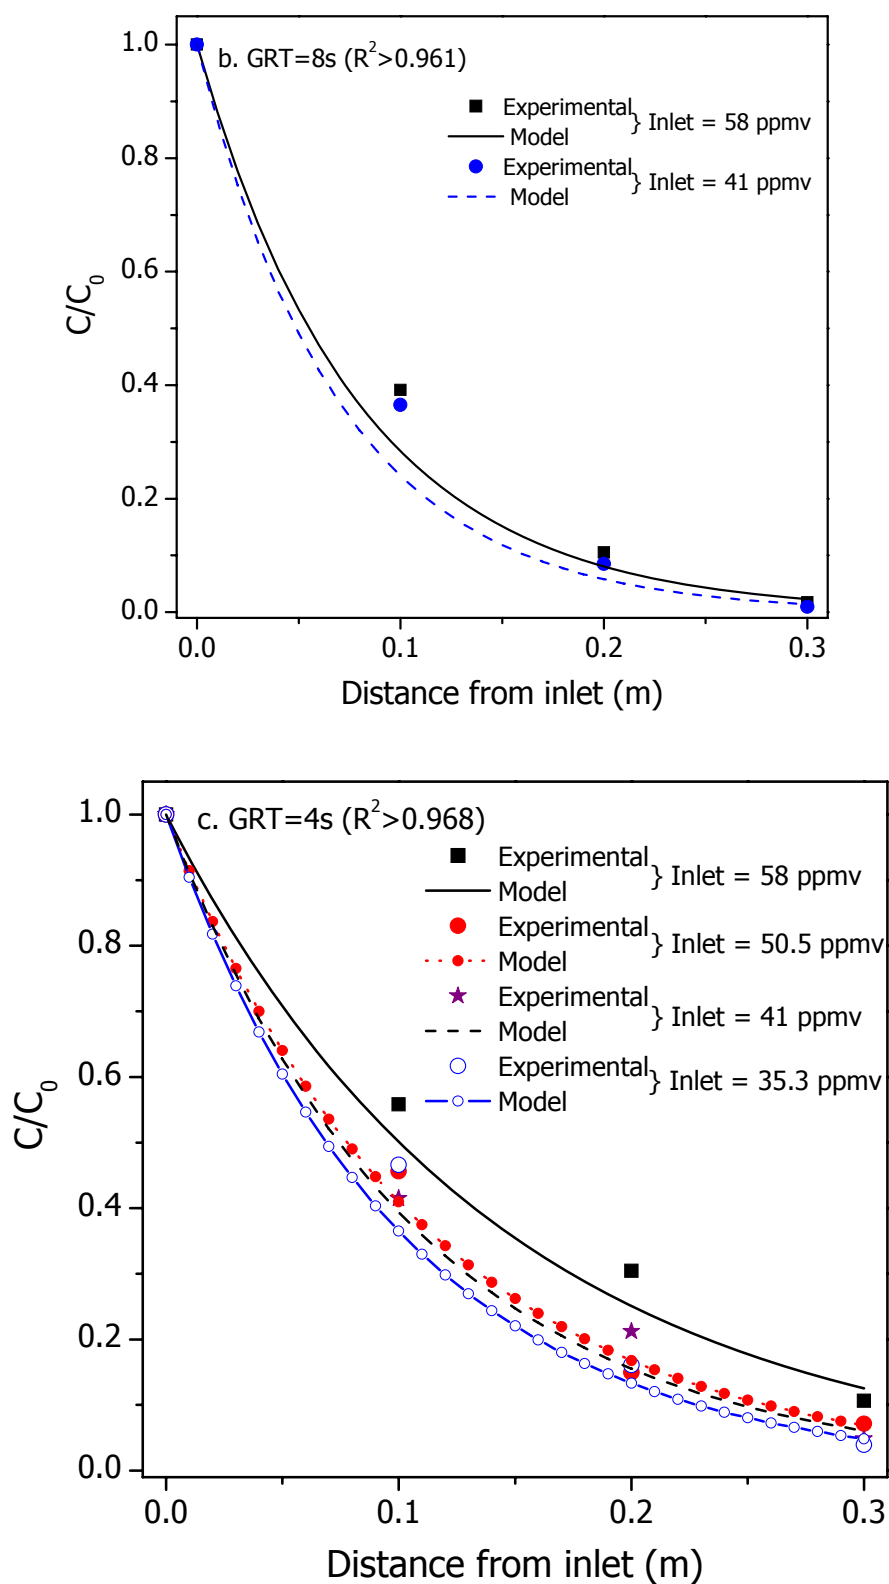 b. GRT=8s (R²>0.961)
Experimental
Model
} Inlet = 58 ppmv
Experimental
Model
} Inlet = 41 ppmv
C/C₀
1.0
0.8
0.6
0.4
0.2
0.0
0.0 0.1 0.2 0.3
Distance from inlet (m)
c. GRT=4s (R²>0.968)
Experimental
Model
} Inlet = 58 ppmv
Experimental
Model
} Inlet = 50.5 ppmv
Experimental
Model
} Inlet = 41 ppmv
Experimental
Model
} Inlet = 35.3 ppmv
C/C₀
1.0
0.8
0.6
0.4
0.2
0.0
0.0 0.1 0.2 0.3
Distance from inlet (m)